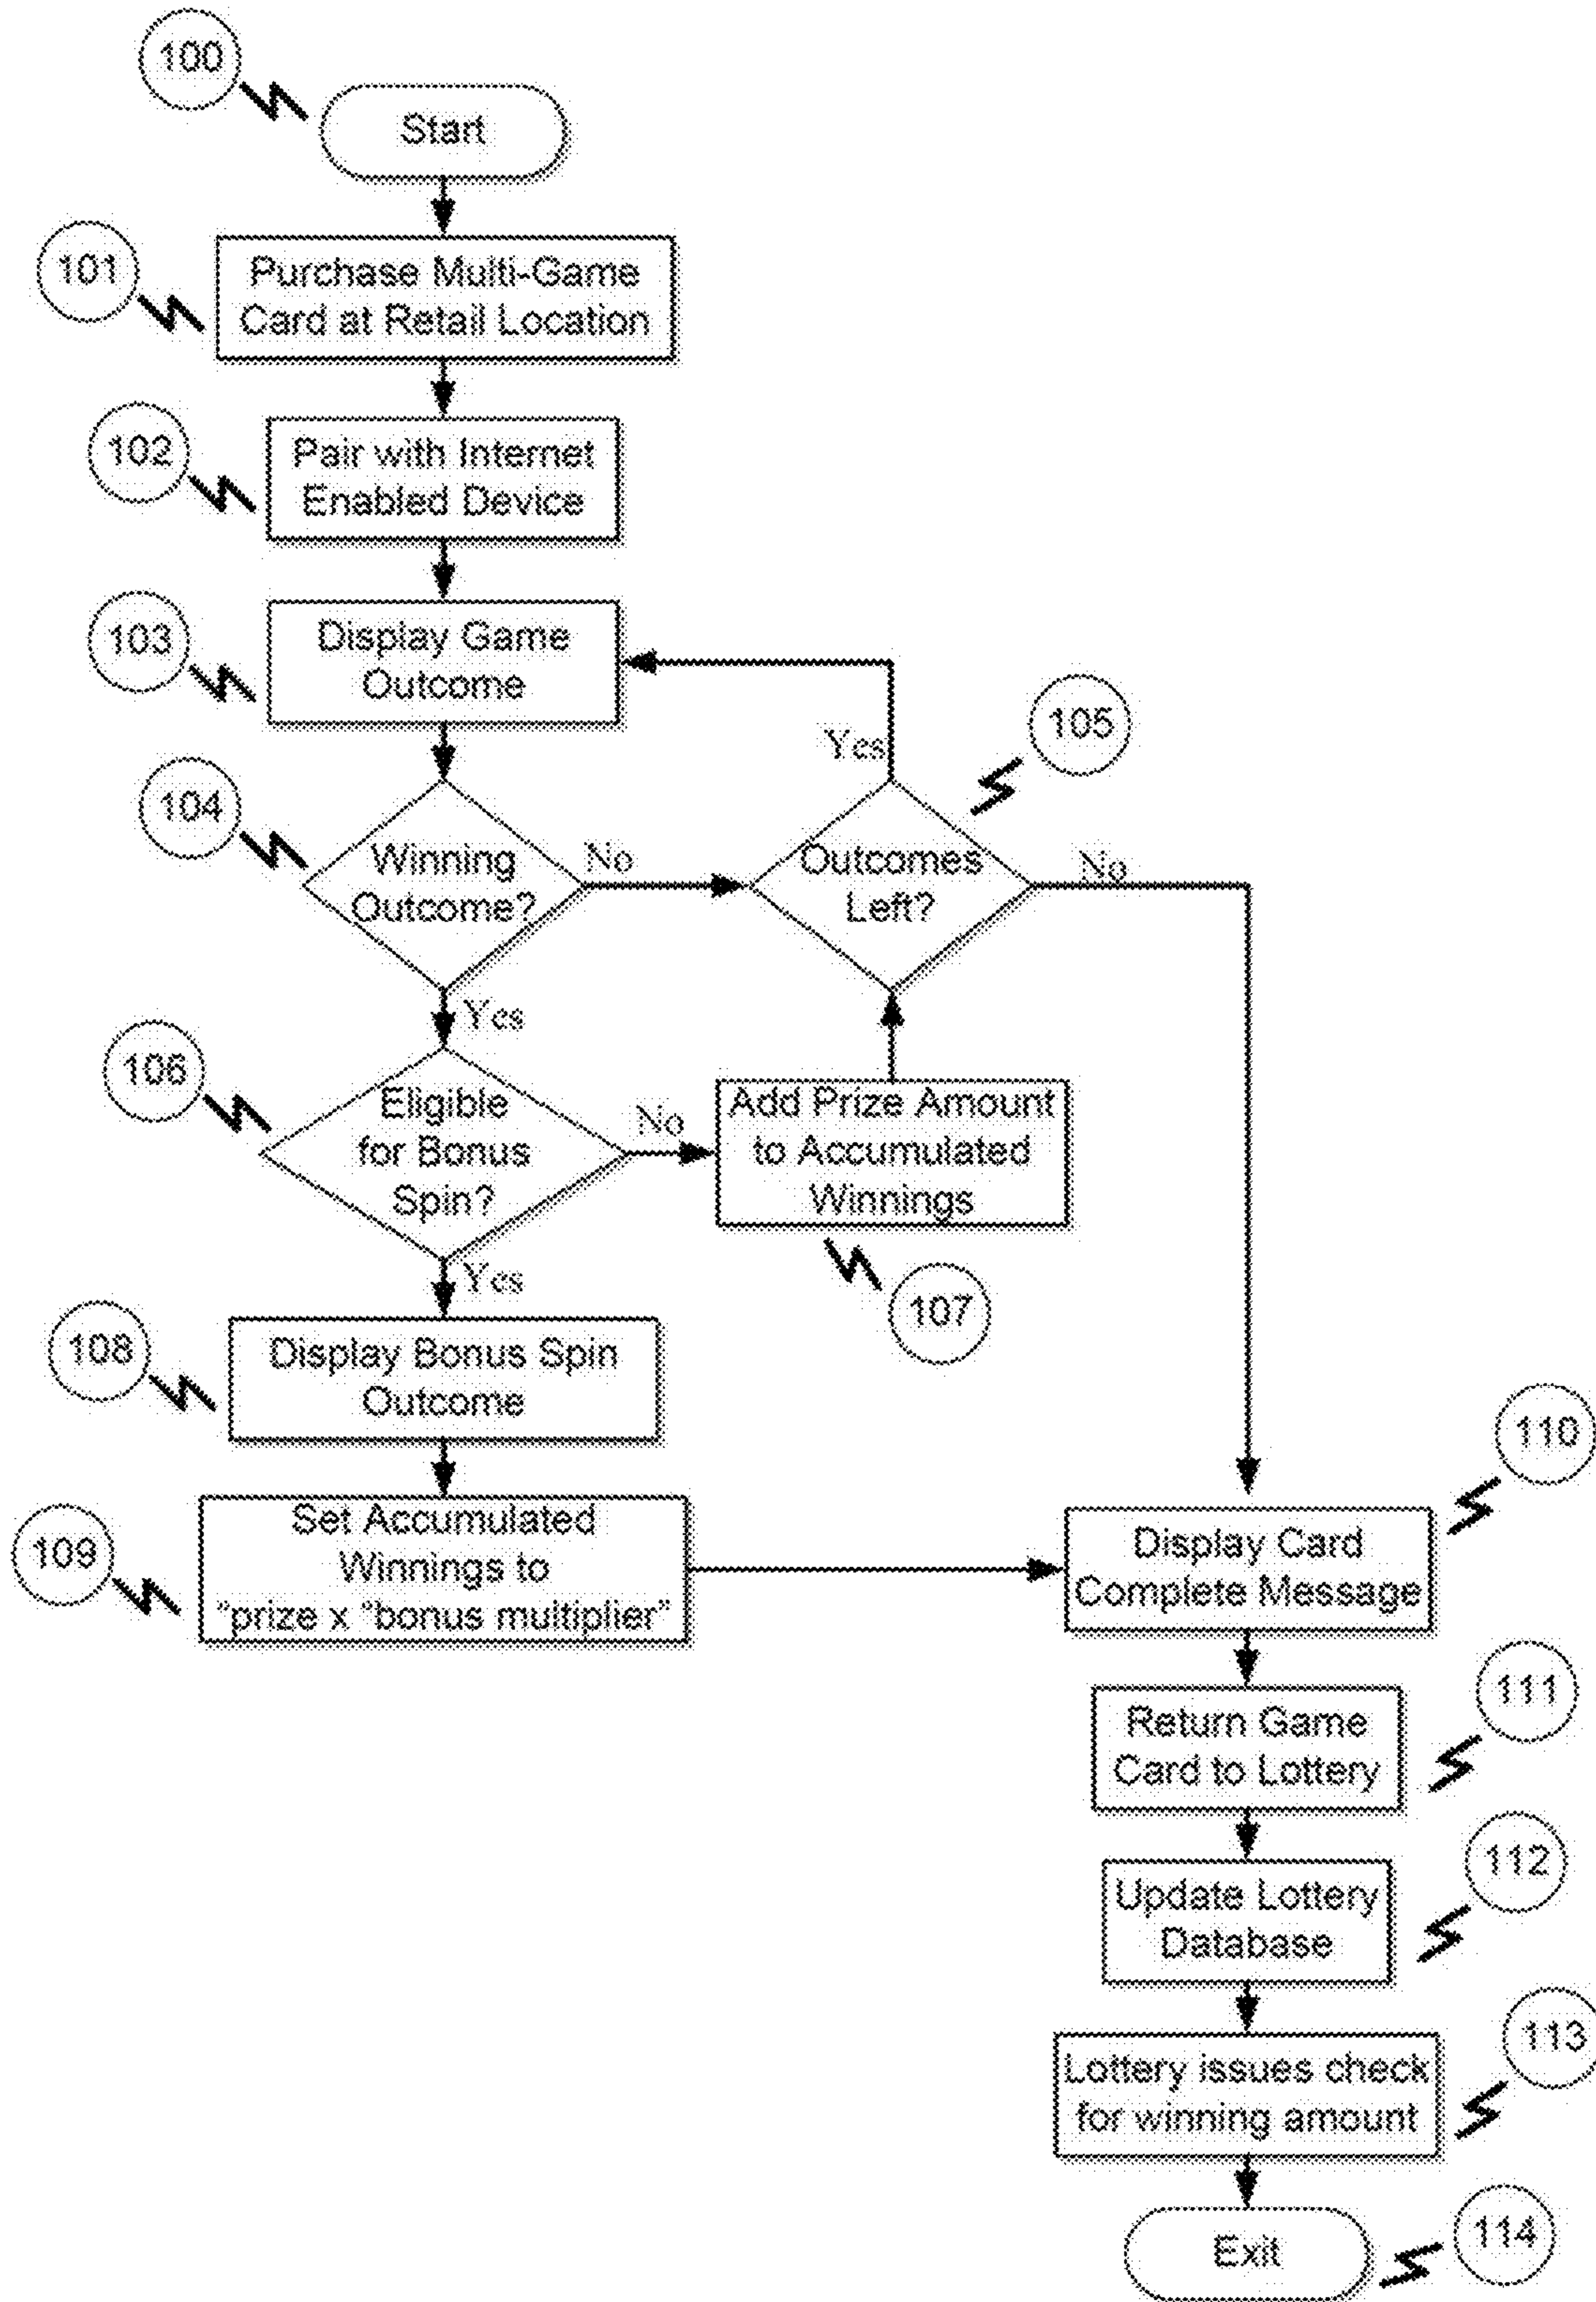 100
Start
101
Purchase Multi-Game
Card at Retail Location
102
Pair with Internet
Enabled Device
103
Display Game
Outcome
105
Yes
104
Winning
Outcome?
No
Outcomes
Left?
No
Yes
106
Eligible
for Bonus
Spin?
No
Add Prize Amount
to Accumulated
Winnings
107
Yes
108
Display Bonus Spin
Outcome
109
Set Accumulated
Winnings to
"prize x "bonus multiplier"
110
Display Card
Complete Message
111
Return Game
Card to Lottery
112
Update Lottery
Database
113
Lottery issues check
for winning amount
Exit
114